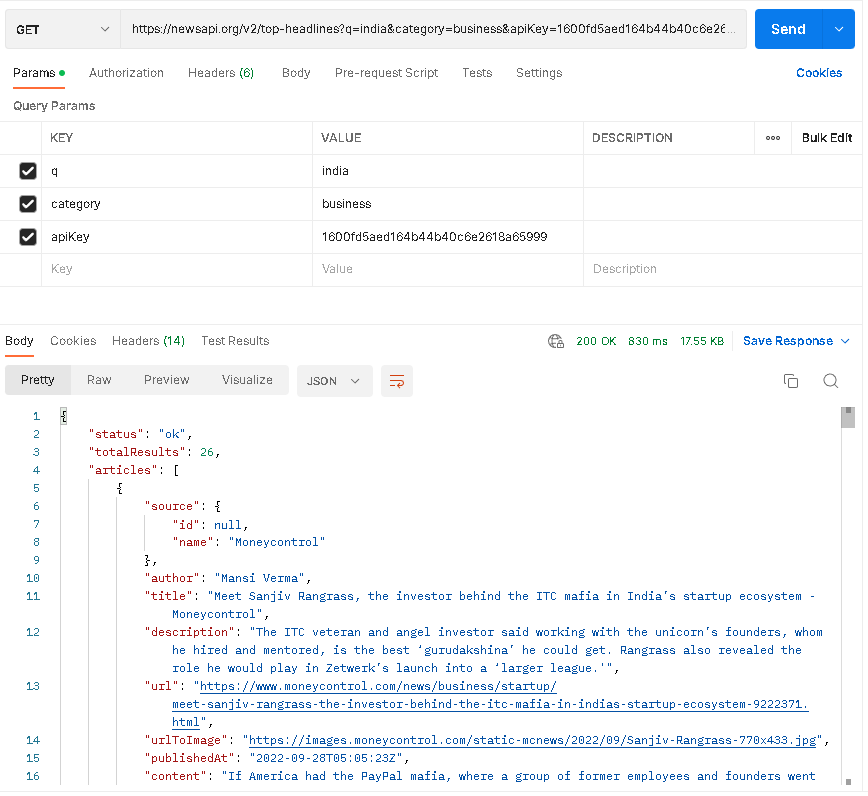 GET https://newsapi.org/v2/top-headlines?q=india&category=business&apiKey=1600fd5aed164b44b40c6e26... Send
Params Authorization Headers (6) Body Pre-request Script Tests Settings Cookies
Query Params
KEY VALUE DESCRIPTION ooo Bulk Edit
q india
category business
apiKey 1600fd5aed164b44b40c6e2618a65999
Key Value Description
Body Cookies Headers (14) Test Results 200 OK 830 ms 17.55 KB Save Response
Pretty Raw Preview Visualize JSON
1 {
2 "status": "ok",
3 "totalResults": 26,
4 "articles": [
5 {
6 "source": {
7 "id": null,
8 "name": "Moneycontrol"
9 },
10 "author": "Mansi Verma",
11 "title": "Meet Sanjiv Rangrass, the investor behind the ITC mafia in India’s startup ecosystem -
Moneycontrol",
12 "description": "The ITC veteran and angel investor said working with the unicorn’s founders, whom
he hired and mentored, is the best ‘gurudakshina’ he could get. Rangrass also revealed the
role he would play in Zetwerk’s launch into a ‘larger league.'",
13 "url": "https://www.moneycontrol.com/news/business/startup/
meet-sanjiv-rangrass-the-investor-behind-the-itc-mafia-in-indias-startup-ecosystem-9222371.
html",
14 "urlToImage": "https://images.moneycontrol.com/static-mcnews/2022/09/Sanjiv-Rangrass-770x433.jpg",
15 "publishedAt": "2022-09-28T05:05:23Z",
16 "content": "If America had the PayPal mafia, where a group of former employees and founders went